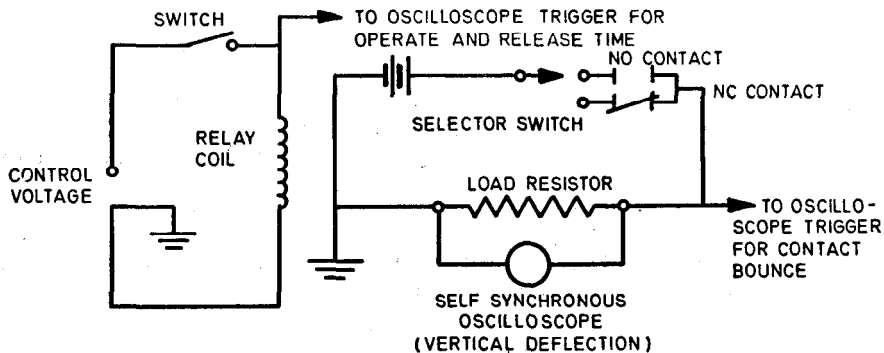 SWITCH
TO OSCILLOSCOPE TRIGGER FOR
OPERATE AND RELEASE TIME
NO CONTACT
NC CONTACT
SELECTOR SWITCH
RELAY
COIL
CONTROL
VOLTAGE
LOAD RESISTOR
TO OSCILLO-
SCOPE TRIGGER
FOR CONTACT
BOUNCE
SELF SYNCHRONOUS
OSCILLOSCOPE
(VERTICAL DEFLECTION)